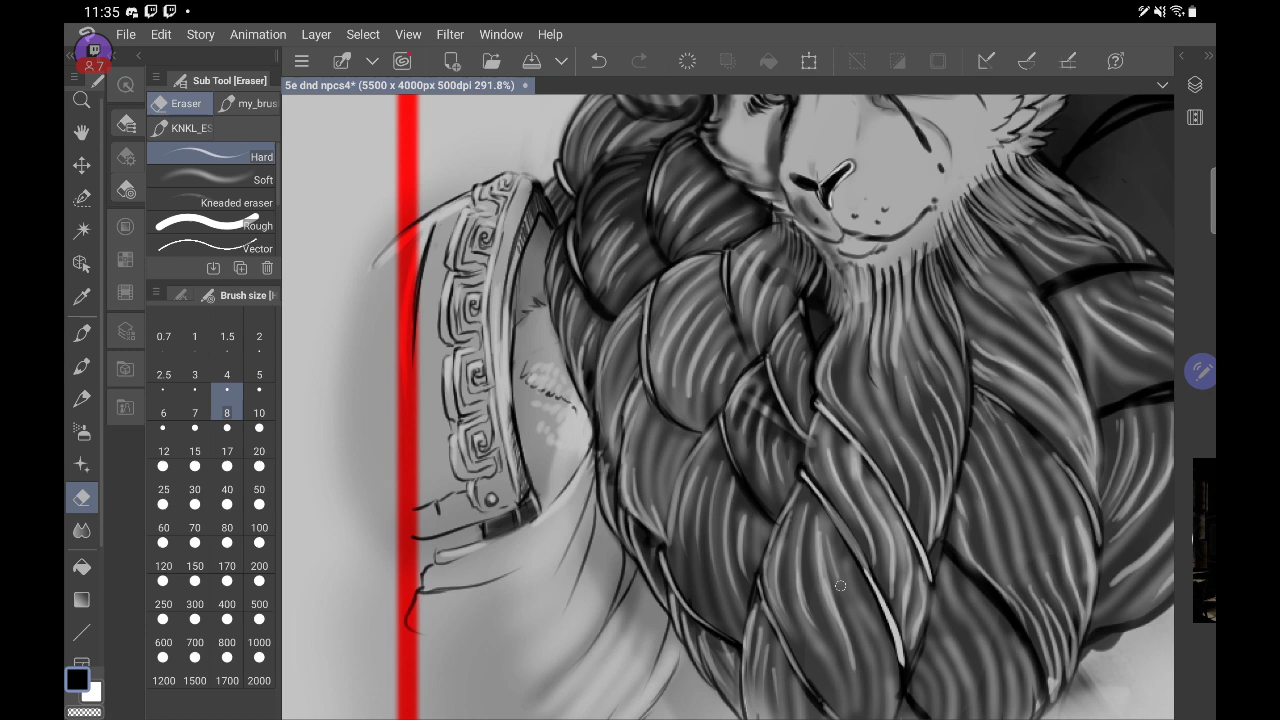 11:35
File Edit Story Animation Layer Select View Filter Window Help
7
Sub Tool [Eraser]
5e dnd npcs4* (5500 x 4000px 500dpi 291.8%)
Eraser my_brus
KNKL_ES
Hard
Soft
Kneaded eraser
Rough
Vector
Brush size [H
0.7 1 1.5 2
2.5 3 4 5
6 7 8 10
12 15 17 20
25 30 40 50
60 70 80 100
120 150 170 200
250 300 400 500
600 700 800 1000
1200 1500 1700 2000